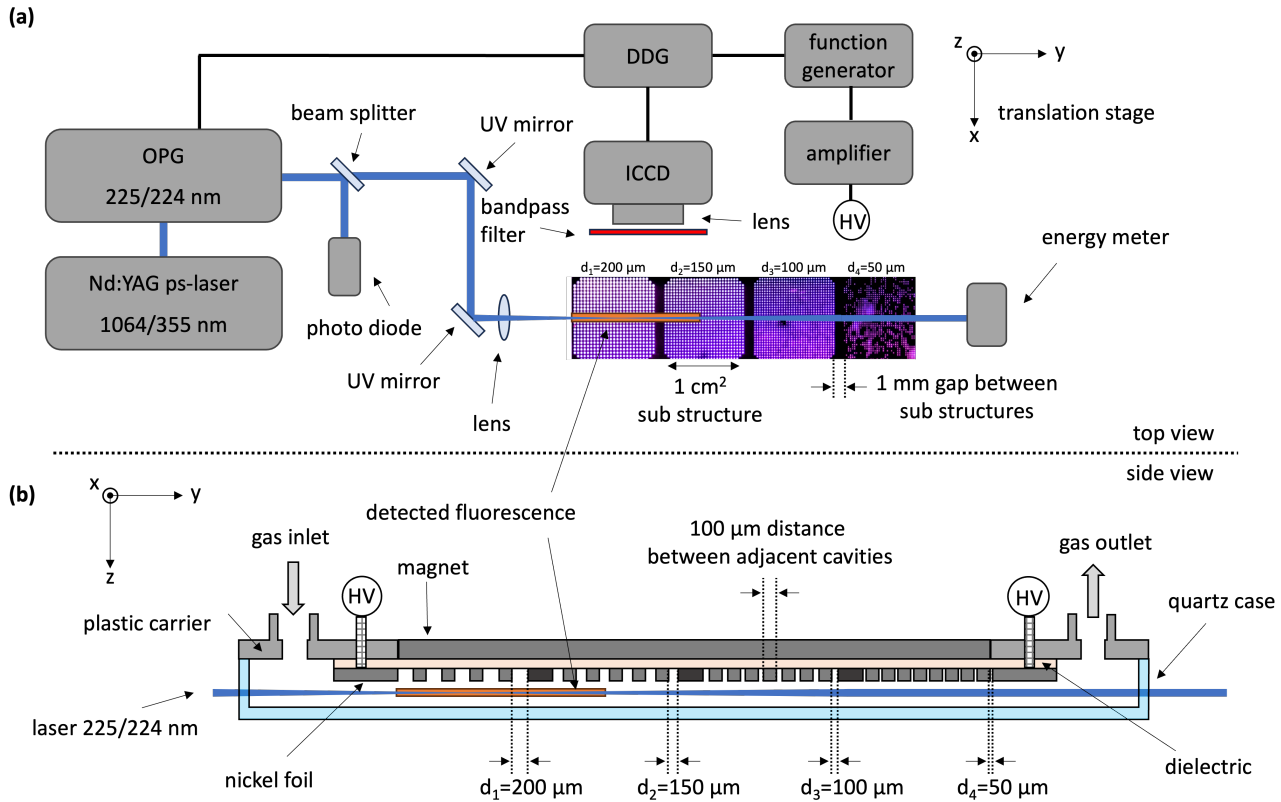 (a)
DDG
function
generator
z
y
x
translation stage
beam splitter
UV mirror
OPG
225/224 nm
ICCD
amplifier
bandpass
filter
lens
HV
energy meter
Nd:YAG ps-laser
1064/355 nm
d₁=200 µm
d₂=150 µm
d₃=100 µm
d₄=50 µm
photo diode
UV mirror
lens
1 cm²
sub structure
1 mm gap between
sub structures
top view
side view
(b)
x
y
z
detected fluorescence
100 µm distance
between adjacent cavities
gas inlet
gas outlet
magnet
HV
HV
plastic carrier
quartz case
laser 225/224 nm
nickel foil
d₁=200 µm
d₂=150 µm
d₃=100 µm
d₄=50 µm
dielectric